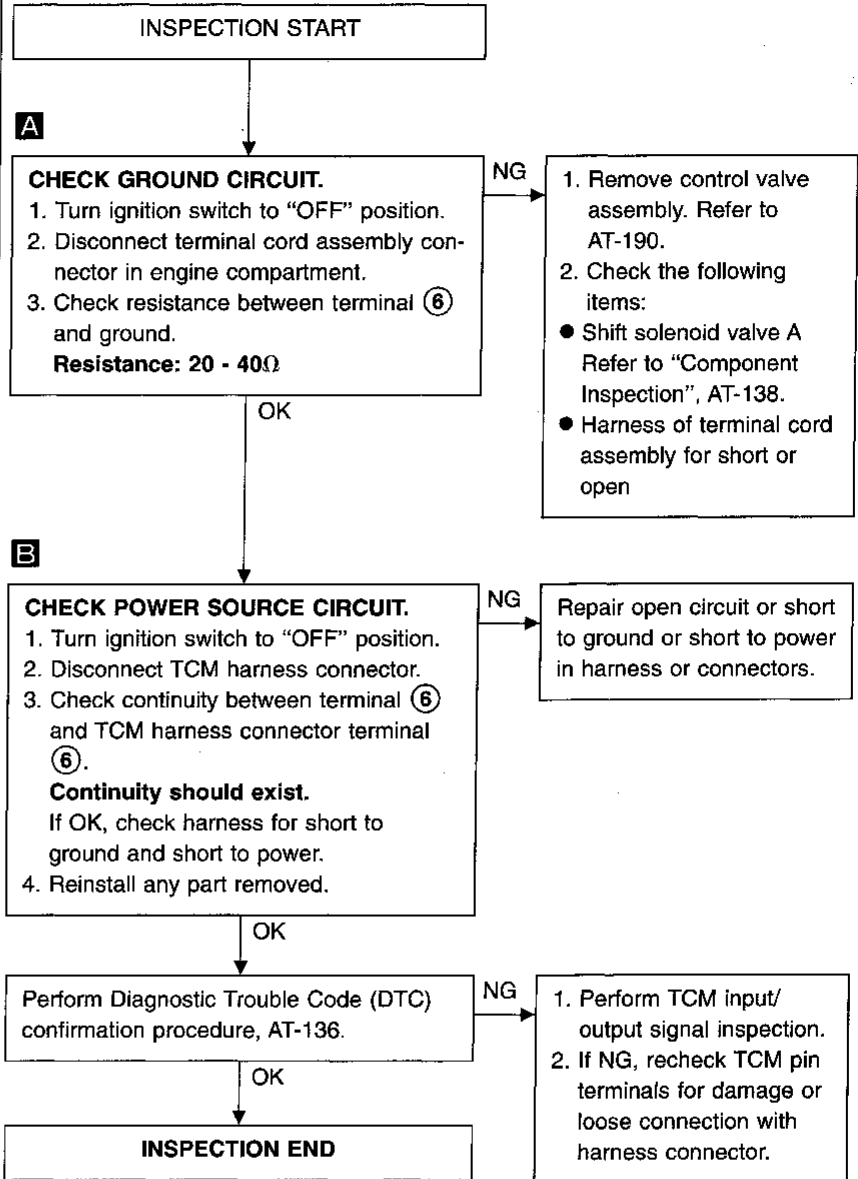 INSPECTION START
A
CHECK GROUND CIRCUIT.
1. Turn ignition switch to “OFF” position.
2. Disconnect terminal cord assembly con-
nector in engine compartment.
3. Check resistance between terminal ⑥
and ground.
Resistance: 20 - 40Ω
NG
1. Remove control valve
assembly. Refer to
AT-190.
2. Check the following
items:
● Shift solenoid valve A
Refer to “Component
Inspection”, AT-138.
● Harness of terminal cord
assembly for short or
open
OK
B
CHECK POWER SOURCE CIRCUIT.
1. Turn ignition switch to “OFF” position.
2. Disconnect TCM harness connector.
3. Check continuity between terminal ⑥
and TCM harness connector terminal
⑥.
Continuity should exist.
If OK, check harness for short to
ground and short to power.
4. Reinstall any part removed.
NG
Repair open circuit or short
to ground or short to power
in harness or connectors.
OK
Perform Diagnostic Trouble Code (DTC)
confirmation procedure, AT-136.
NG
1. Perform TCM input/
output signal inspection.
2. If NG, recheck TCM pin
terminals for damage or
loose connection with
harness connector.
OK
INSPECTION END